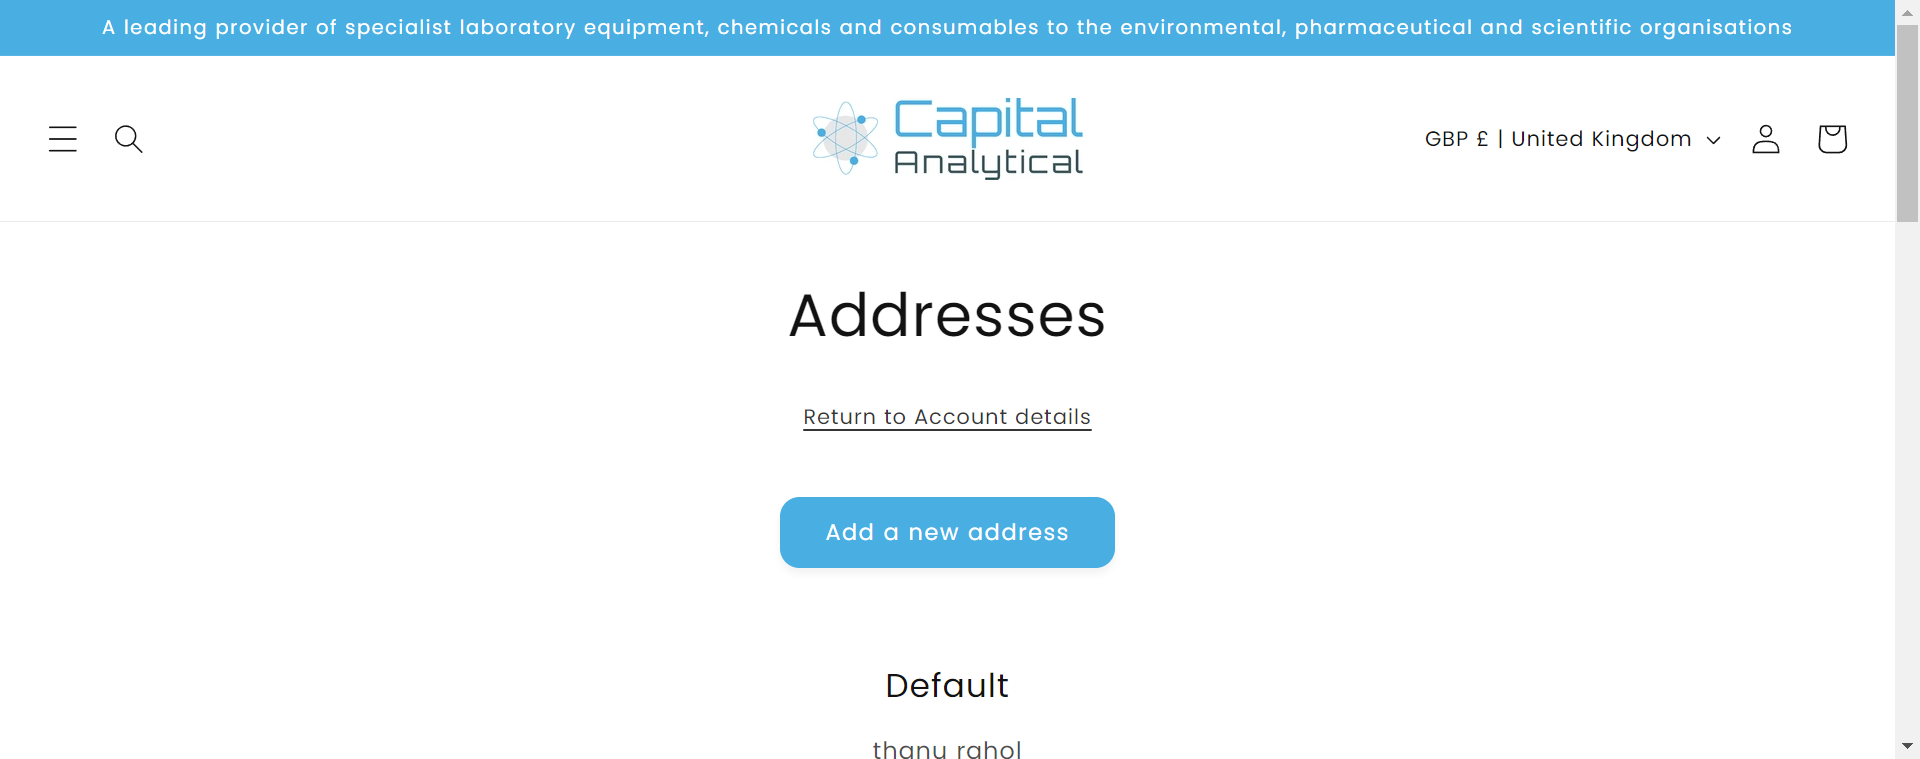 A leading provider of specialist laboratory equipment, chemicals and consumables to the environmental, pharmaceutical and scientific organisations
Capital
Analytical
GBP £ | United Kingdom
Addresses
Return to Account details
Add a new address
Default
thanu rahol